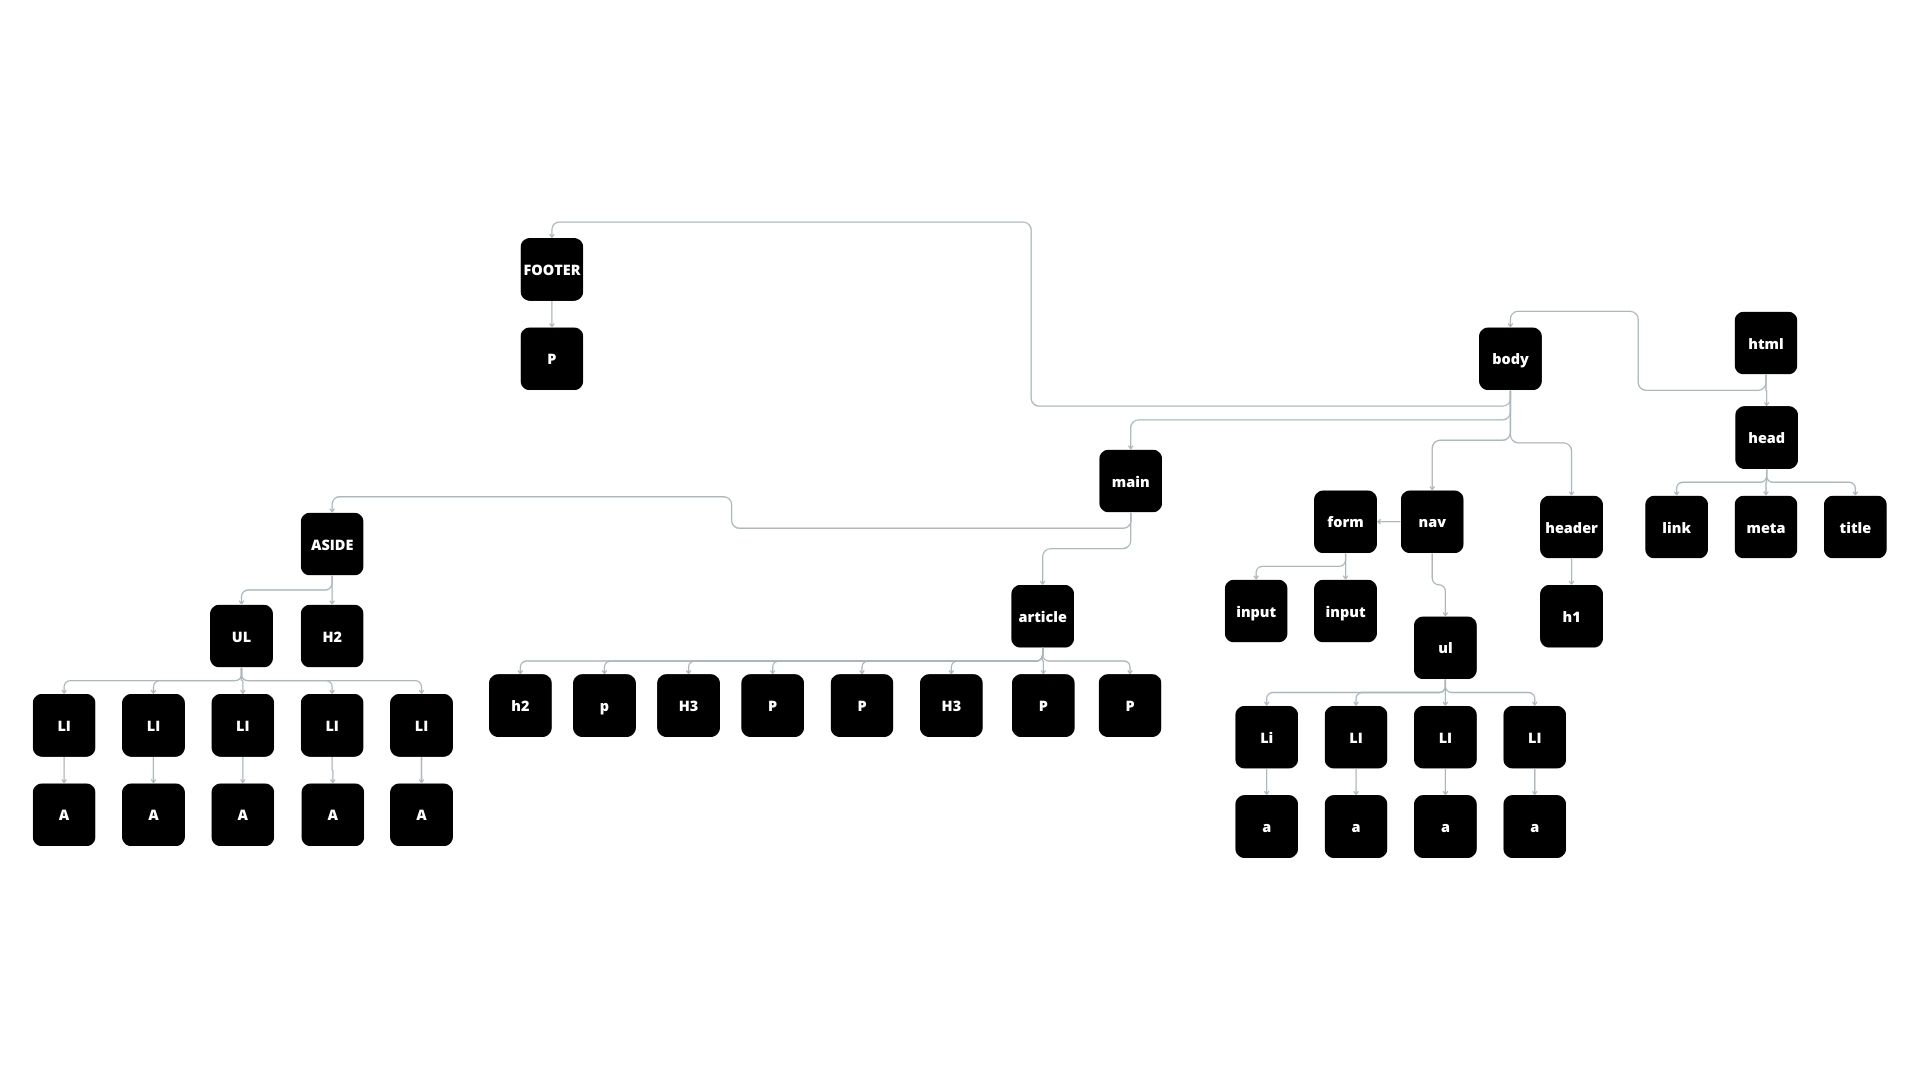 FOOTER
html
P
body
head
main
form
nav
header
link
meta
title
ASIDE
input
input
article
h1
UL
H2
ul
h2
p
H3
P
P
H3
P
P
LI
LI
LI
LI
LI
Li
LI
LI
LI
A
A
A
A
A
a
a
a
a